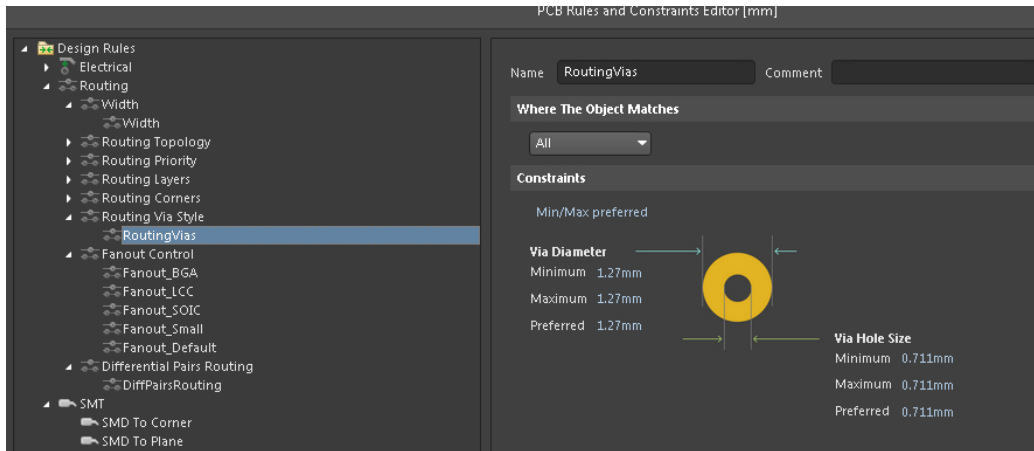 PCB Rules and Constraints Editor [mm]
Design Rules
Electrical
Routing
Width
Width
Routing Topology
Routing Priority
Routing Layers
Routing Corners
Routing Via Style
RoutingVias
Fanout Control
Fanout_BGA
Fanout_LCC
Fanout_SOIC
Fanout_Small
Fanout_Default
Differential Pairs Routing
DiffPairsRouting
SMT
SMD To Corner
SMD To Plane
Name RoutingVias Comment
Where The Object Matches
All
Constraints
Min/Max preferred
Via Diameter
Minimum 1.27mm
Maximum 1.27mm
Preferred 1.27mm
Via Hole Size
Minimum 0.711mm
Maximum 0.711mm
Preferred 0.711mm